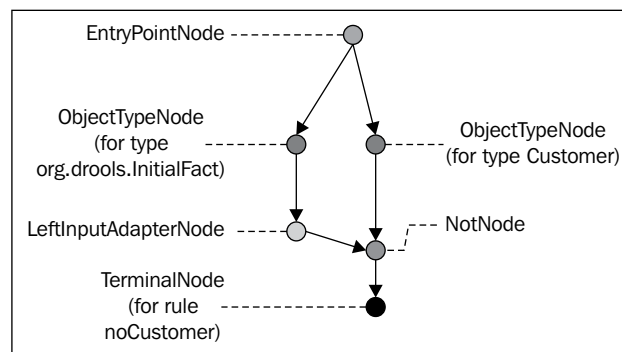 EntryPointNode
ObjectTypeNode
(for type
org.drools.InitialFact)
ObjectTypeNode
(for type Customer)
LeftInputAdapterNode
NotNode
TerminalNode
(for rule
noCustomer)